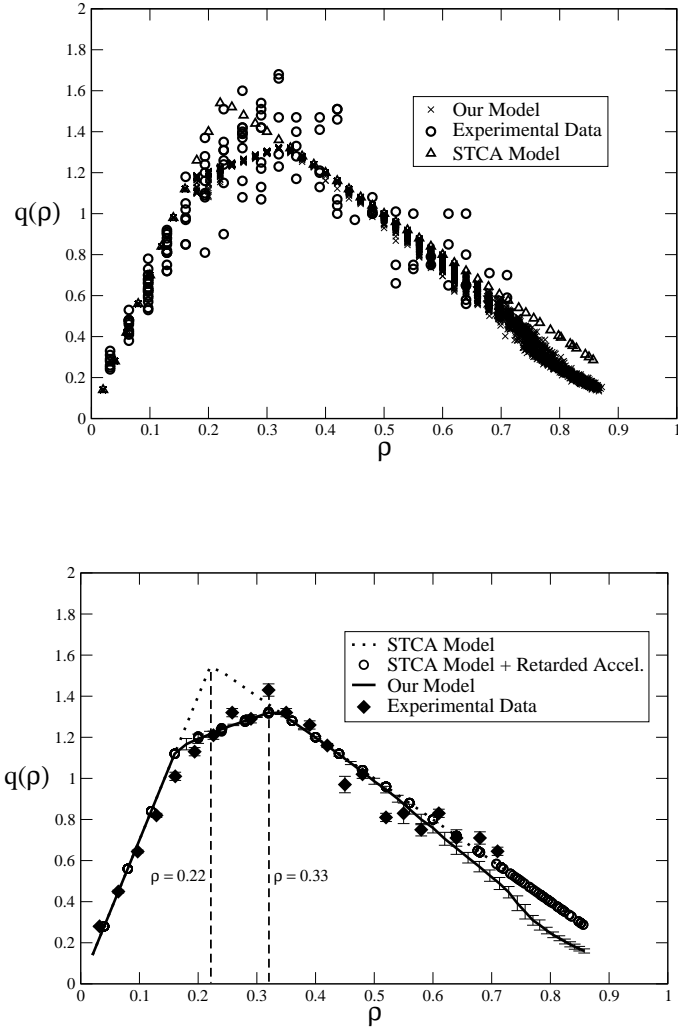 2
1.8
1.6
1.4
1.2
q(ρ)
1
0.8
0.6
0.4
0.2
0
Our Model
Experimental Data
STCA Model
0 0.1 0.2 0.3 0.4 0.5 0.6 0.7 0.8 0.9 1
ρ
2
1.8
1.6
1.4
1.2
q(ρ)
1
0.8
0.6
0.4
0.2
0
STCA Model
STCA Model + Retarded Accel.
Our Model
Experimental Data
ρ = 0.22
ρ = 0.33
0 0.1 0.2 0.3 0.4 0.5 0.6 0.7 0.8 0.9 1
ρ